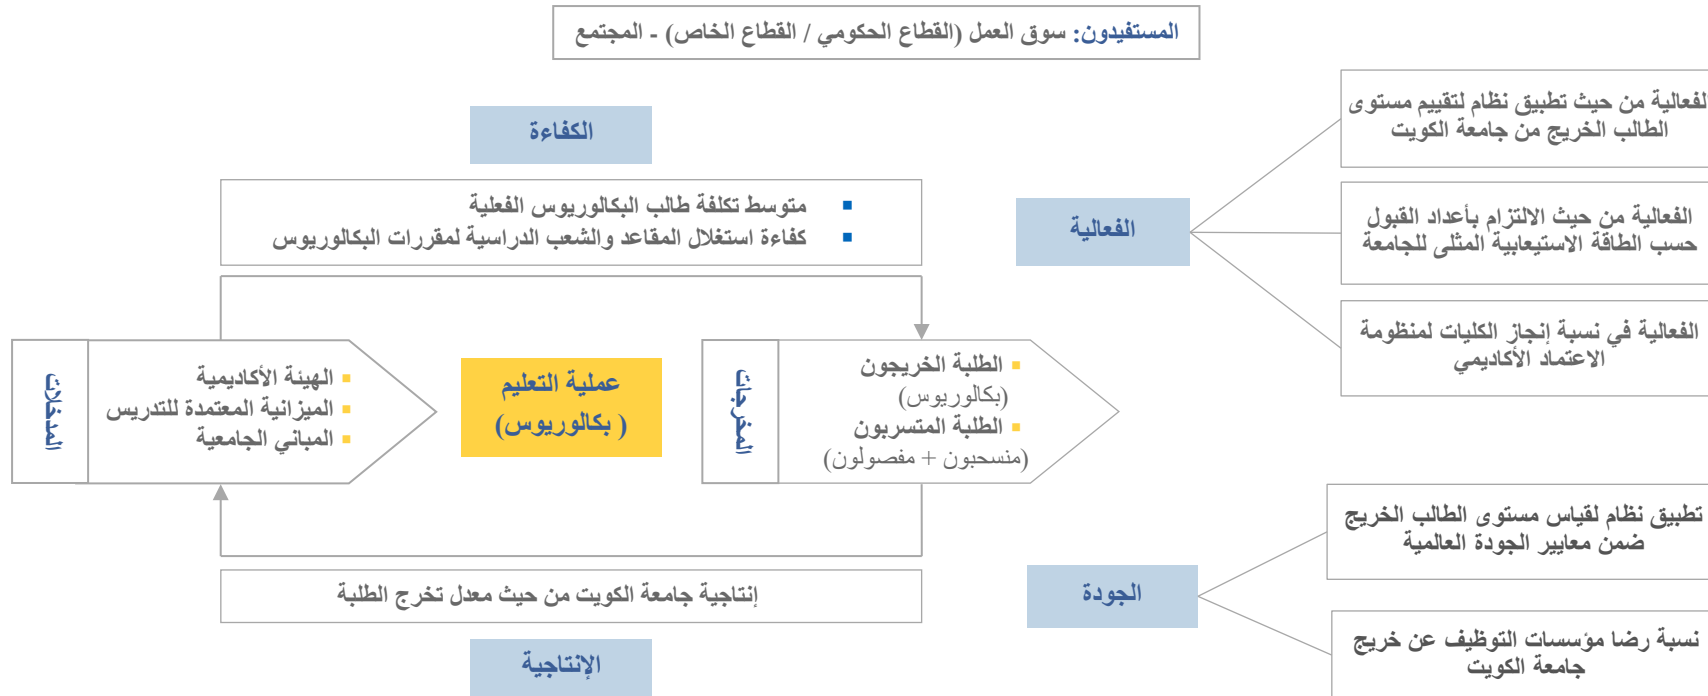 المستفيدون: سوق العمل (القطاع الحكومي / القطاع الخاص) - المجتمع
الكفاءة
متوسط تكلفة طالب البكالوريوس الفعلية
كفاءة استغلال المقاعد والشعب الدراسية لمقررات البكالوريوس
الفعالية
لفعالية من حيث تطبيق نظام لتقييم مستوى
الطالب الخريج من جامعة الكويت
الفعالية من حيث الالتزام بأعداد القبول
حسب الطاقة الاستيعابية المثلى للجامعة
الفعالية في نسبة إنجاز الكليات لمنظومة
الاعتماد الأكاديمي
المدخلات
الهيئة الأكاديمية
الميزانية المعتمدة للتدريس
المباني الجامعية
عملية التعليم
( بكالوريوس)
المخرجات
الطلبة الخريجون
(بكالوريوس)
الطلبة المتسربون
(منسحبون + مفصولون)
إنتاجية جامعة الكويت من حيث معدل تخرج الطلبة
الإنتاجية
الجودة
تطبيق نظام لقياس مستوى الطالب الخريج
ضمن معايير الجودة العالمية
نسبة رضا مؤسسات التوظيف عن خريج
جامعة الكويت